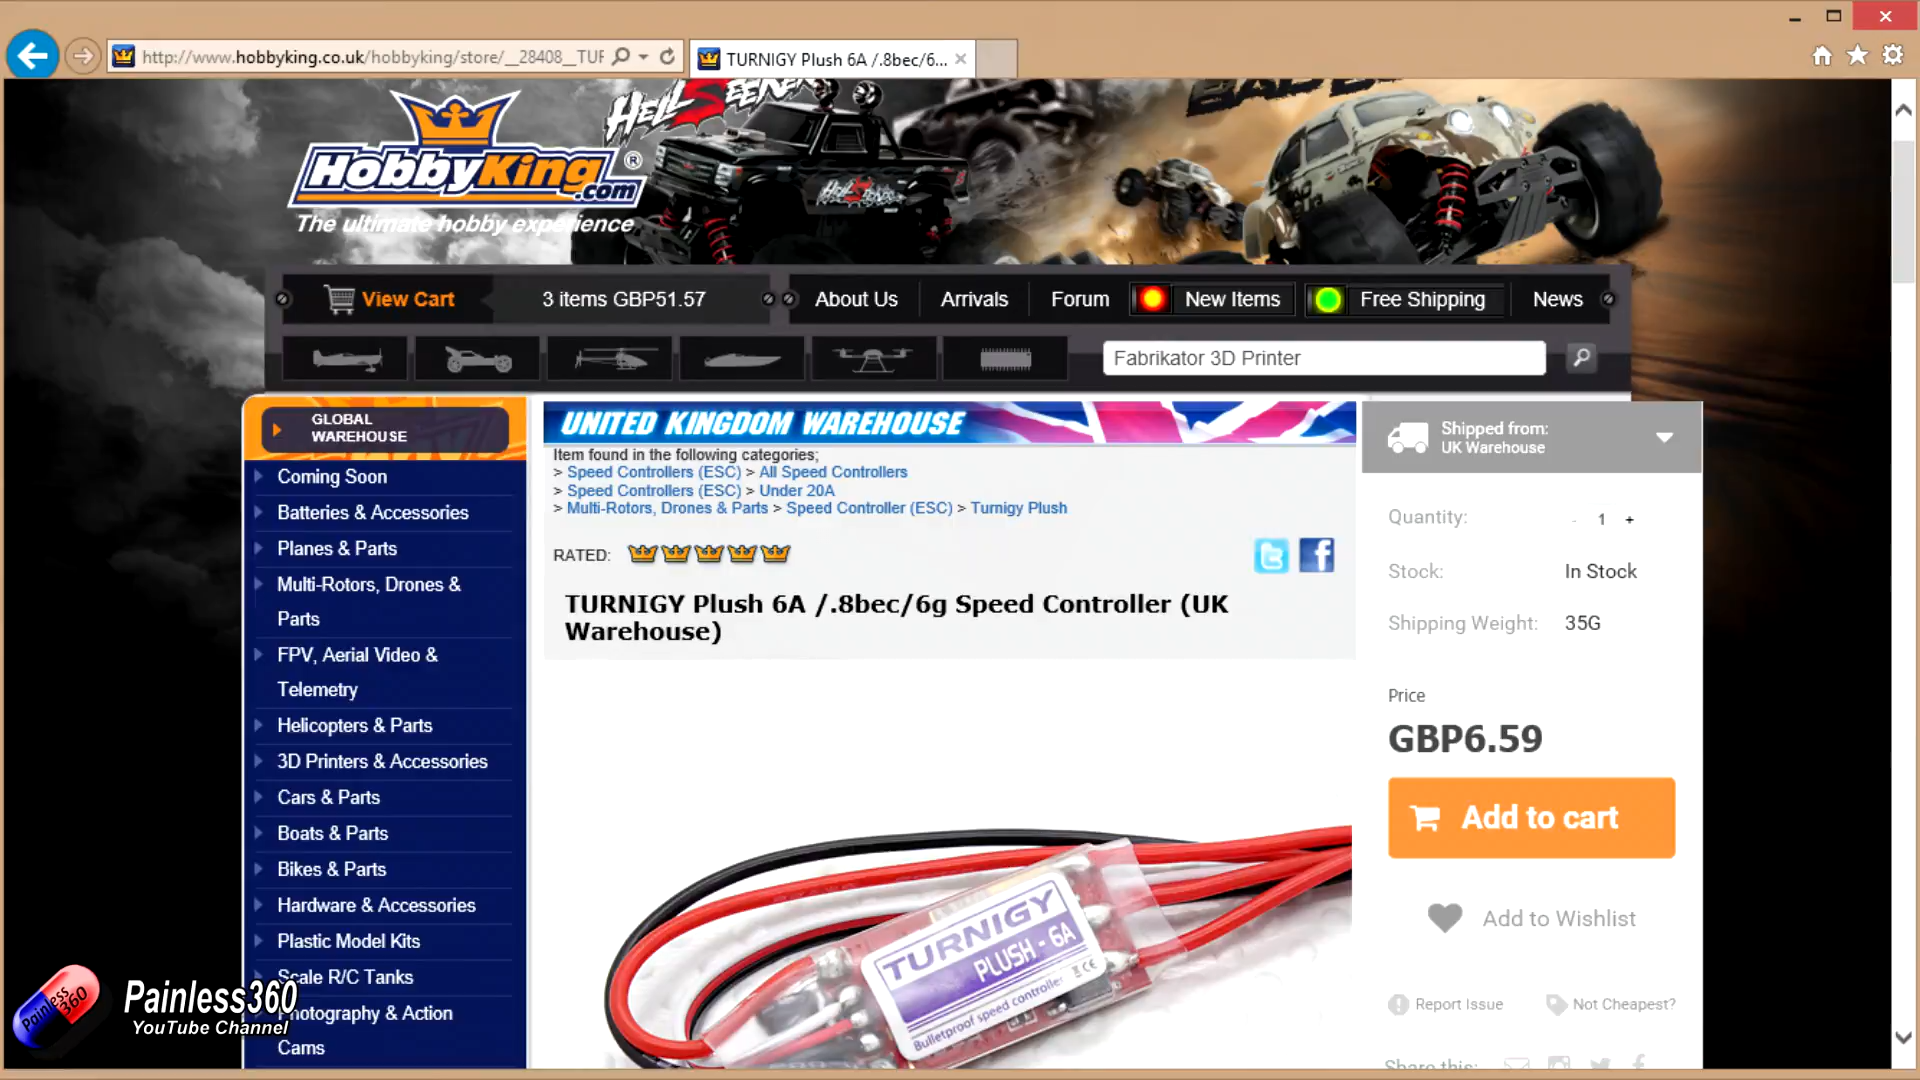 http://www.hobbyking.co.uk/hobbyking/store/__28408__TUR
TURNIGY Plush 6A /.8bec/6...
HELLSEEKER
HobbyKing.com
®
The ultimate hobby experience
View Cart
3 items GBP51.57
About Us
Arrivals
Forum
New Items
Free Shipping
News
Fabrikator 3D Printer
GLOBAL
WAREHOUSE
Coming Soon
Batteries & Accessories
Planes & Parts
Multi-Rotors, Drones &
Parts
FPV, Aerial Video &
Telemetry
Helicopters & Parts
3D Printers & Accessories
Cars & Parts
Boats & Parts
Bikes & Parts
Hardware & Accessories
Plastic Model Kits
Scale R/C Tanks
Photography & Action
Cams
UNITED KINGDOM WAREHOUSE
Item found in the following categories;
> Speed Controllers (ESC) > All Speed Controllers
> Speed Controllers (ESC) > Under 20A
> Multi-Rotors, Drones & Parts > Speed Controller (ESC) > Turnigy Plush
RATED:
TURNIGY Plush 6A /.8bec/6g Speed Controller (UK
Warehouse)
TURNIGY
PLUSH - 6A
Bulletproof speed controller
Shipped from:
UK Warehouse
Quantity:
- 1 +
Stock:
In Stock
Shipping Weight:
35G
Price
GBP6.59
Add to cart
Add to Wishlist
Report Issue
Not Cheapest?
Share this:
Painless360
Painless360
YouTube Channel